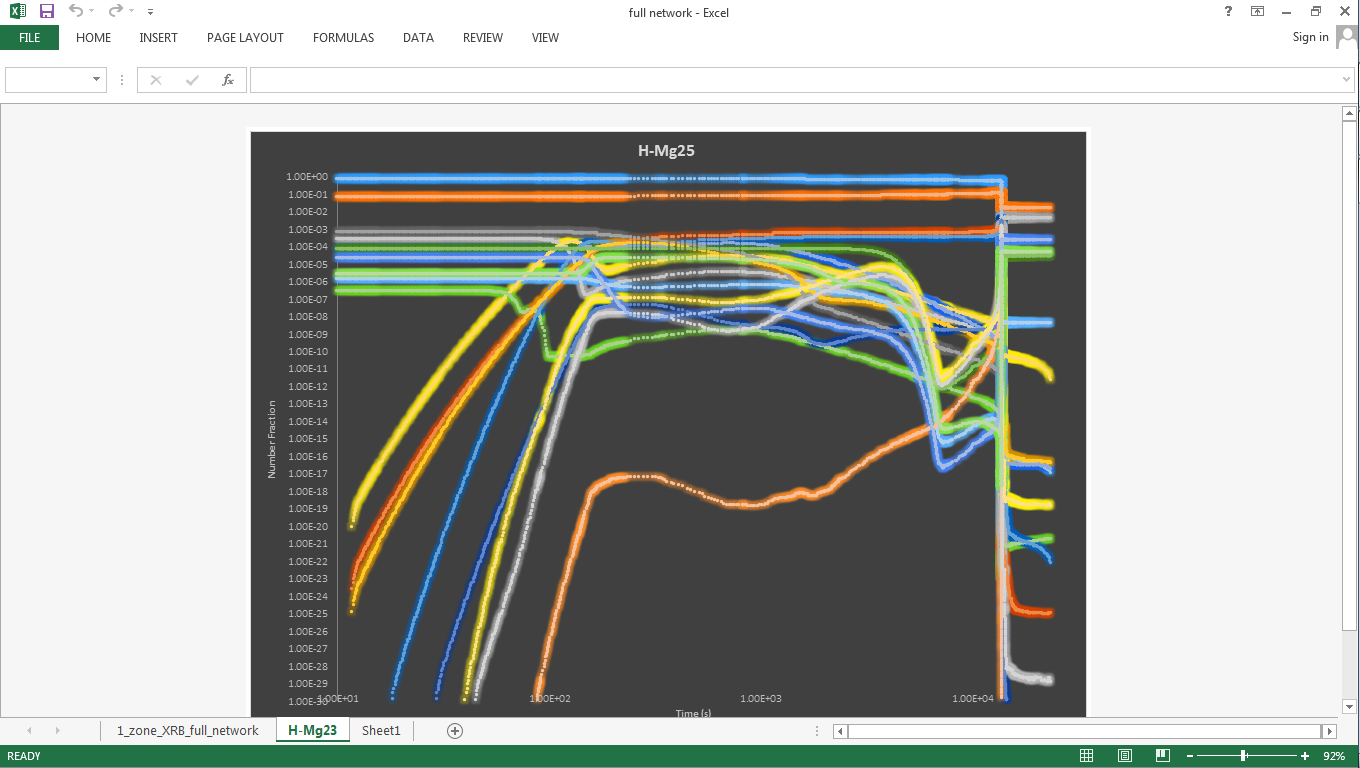 full network - Excel
?
FILE HOME INSERT PAGE LAYOUT FORMULAS DATA REVIEW VIEW Sign in
fx
H-Mg25
1.00E+00
1.00E-01
1.00E-02
1.00E-03
1.00E-04
1.00E-05
1.00E-06
1.00E-07
1.00E-08
1.00E-09
1.00E-10
1.00E-11
1.00E-12
1.00E-13
1.00E-14
1.00E-15
1.00E-16
1.00E-17
1.00E-18
1.00E-19
1.00E-20
1.00E-21
1.00E-22
1.00E-23
1.00E-24
1.00E-25
1.00E-26
1.00E-27
1.00E-28
1.00E-29
1.00E-30
Number Fraction
1.00E+01 1.00E+02 1.00E+03 1.00E+04
Time (s)
1_zone_XRB_full_network H-Mg23 Sheet1
READY 92%